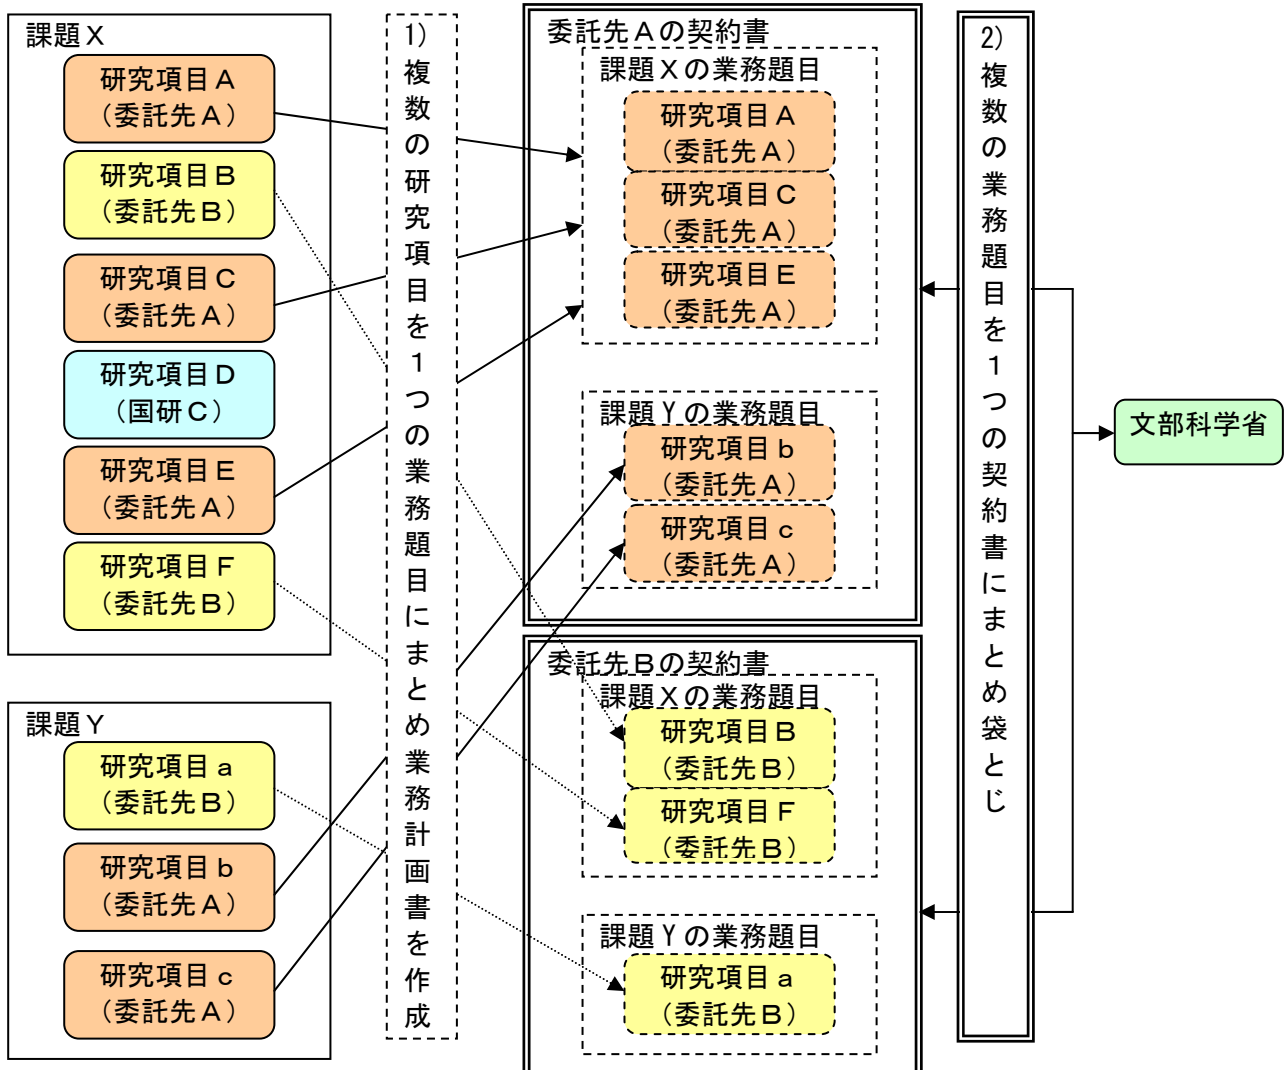 課題Ｘ
研究項目Ａ
（委託先Ａ）
研究項目Ｂ
（委託先Ｂ）
研究項目Ｃ
（委託先Ａ）
研究項目Ｄ
（国研Ｃ）
研究項目Ｅ
（委託先Ａ）
研究項目Ｆ
（委託先Ｂ）
課題Ｙ
研究項目ａ
（委託先Ｂ）
研究項目ｂ
（委託先Ａ）
研究項目ｃ
（委託先Ａ）
1)複数の研究項目を１つの業務題目にまとめ業務計画書を作成
委託先Ａの契約書
課題Ｘの業務題目
研究項目Ａ
（委託先Ａ）
研究項目Ｃ
（委託先Ａ）
研究項目Ｅ
（委託先Ａ）
課題Ｙの業務題目
研究項目ｂ
（委託先Ａ）
研究項目ｃ
（委託先Ａ）
委託先Ｂの契約書
課題Ｘの業務題目
研究項目Ｂ
（委託先Ｂ）
研究項目Ｆ
（委託先Ｂ）
課題Ｙの業務題目
研究項目ａ
（委託先Ｂ）
2)複数の業務題目を１つの契約書にまとめ袋とじ
文部科学省